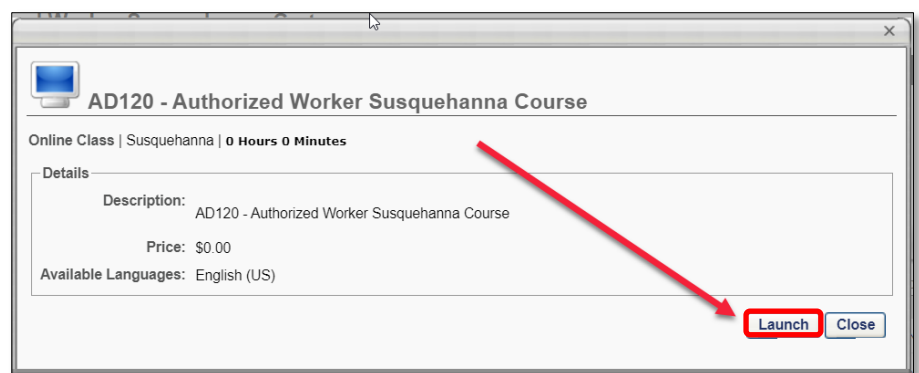 AD120 - Authorized Worker Susquehanna Course
Online Class | Susquehanna | 0 Hours 0 Minutes
Details
Description:
AD120 - Authorized Worker Susquehanna Course
Price: $0.00
Available Languages: English (US)
Launch Close